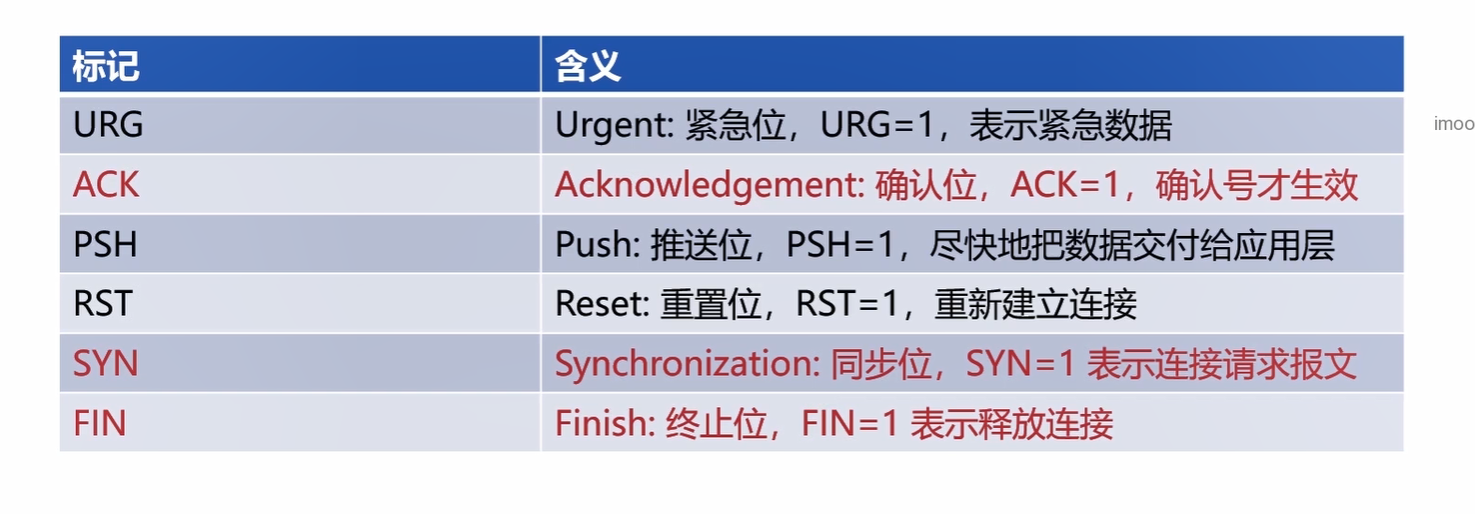 标记 含义
URG Urgent: 紧急位，URG=1，表示紧急数据
imoo
ACK Acknowledgement: 确认位，ACK=1，确认号才生效
PSH Push: 推送位，PSH=1，尽快地把数据交付给应用层
RST Reset: 重置位，RST=1，重新建立连接
SYN Synchronization: 同步位，SYN=1 表示连接请求报文
FIN Finish: 终止位，FIN=1 表示释放连接